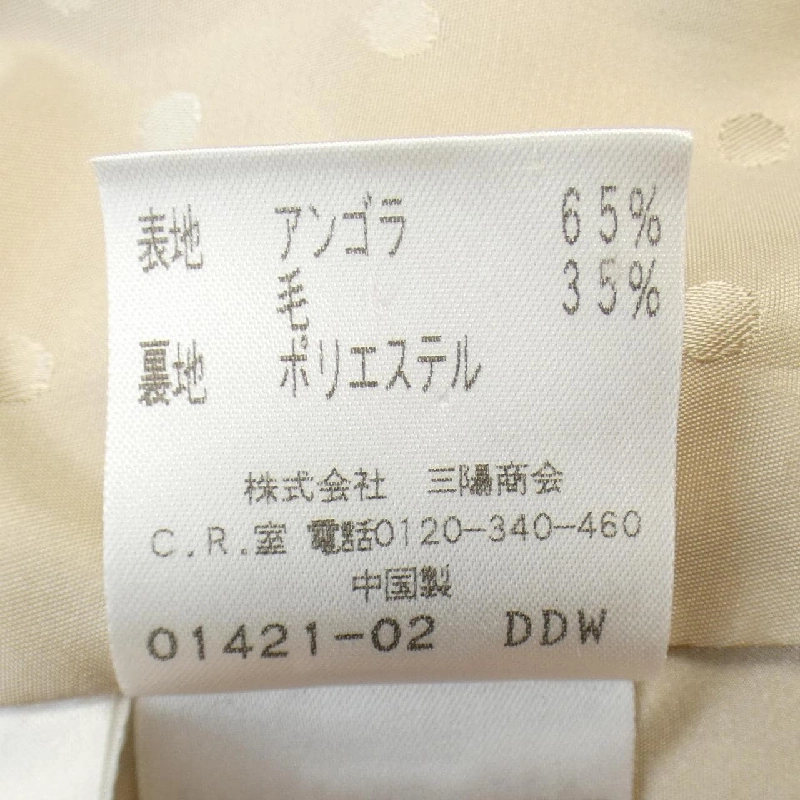 表地 アンゴラ 65%
毛 35%
裏地 ポリエステル
株式会社 三陽商会
C.R.室 電話0120-340-460
中国製
01421-02 DDW